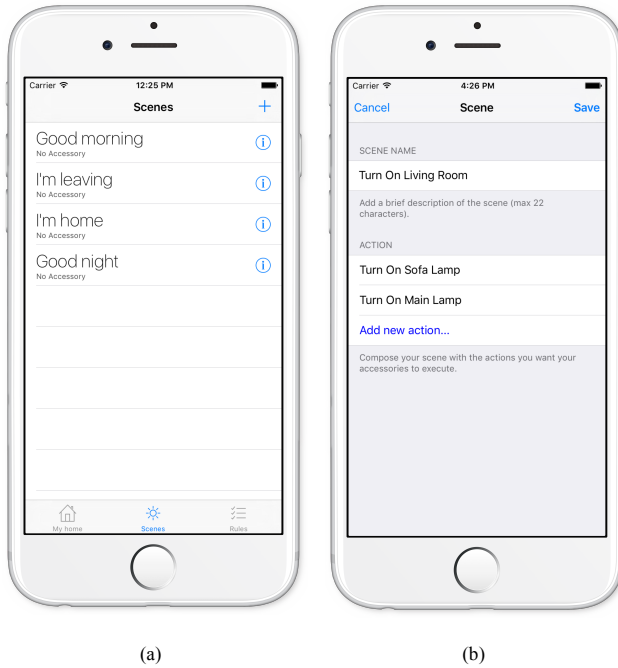 Carrier 12:25 PM
Scenes +
Good morning
No Accessory
I'm leaving
No Accessory
I'm home
No Accessory
Good night
No Accessory
My home Scenes Rules
(a)
Carrier 4:26 PM
Cancel Scene Save
SCENE NAME
Turn On Living Room
Add a brief description of the scene (max 22
characters).
ACTION
Turn On Sofa Lamp
Turn On Main Lamp
Add new action...
Compose your scene with the actions you want your
accessories to execute.
(b)